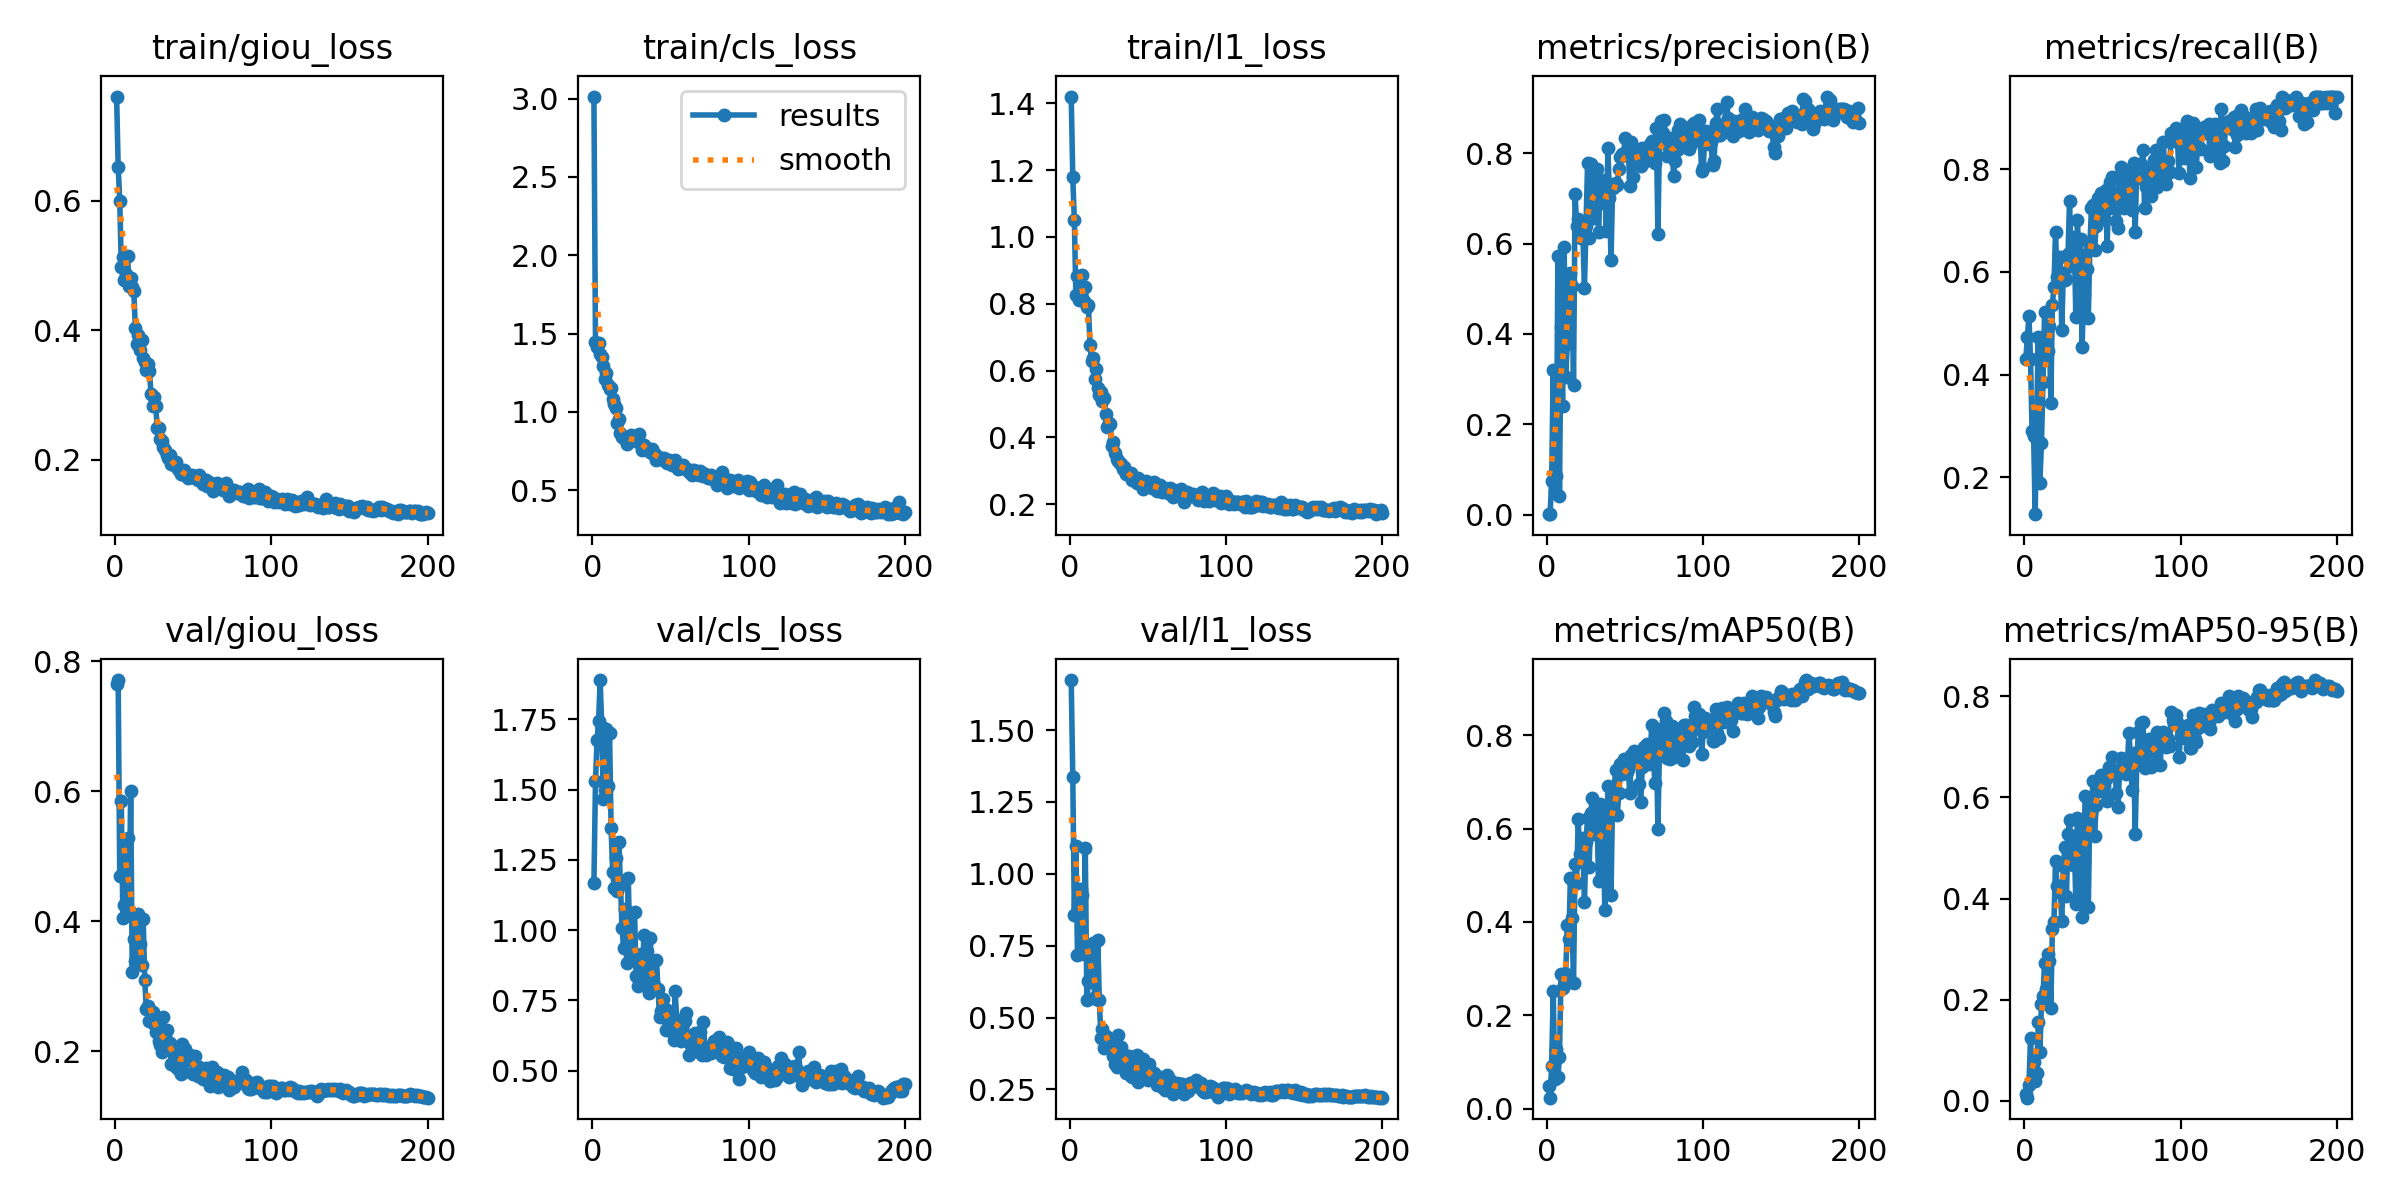 train/giou_loss
train/cls_loss
train/l1_loss
metrics/precision(B)
metrics/recall(B)
0.6
0.4
0.2
0 100 200
3.0
2.5
2.0
1.5
1.0
0.5
0 100 200
results
smooth
1.4
1.2
1.0
0.8
0.6
0.4
0.2
0 100 200
0.8
0.6
0.4
0.2
0.0
0 100 200
0.8
0.6
0.4
0.2
0 100 200
val/giou_loss
val/cls_loss
val/l1_loss
metrics/mAP50(B)
metrics/mAP50-95(B)
0.8
0.6
0.4
0.2
0 100 200
1.75
1.50
1.25
1.00
0.75
0.50
0 100 200
1.50
1.25
1.00
0.75
0.50
0.25
0 100 200
0.8
0.6
0.4
0.2
0.0
0 100 200
0.8
0.6
0.4
0.2
0.0
0 100 200